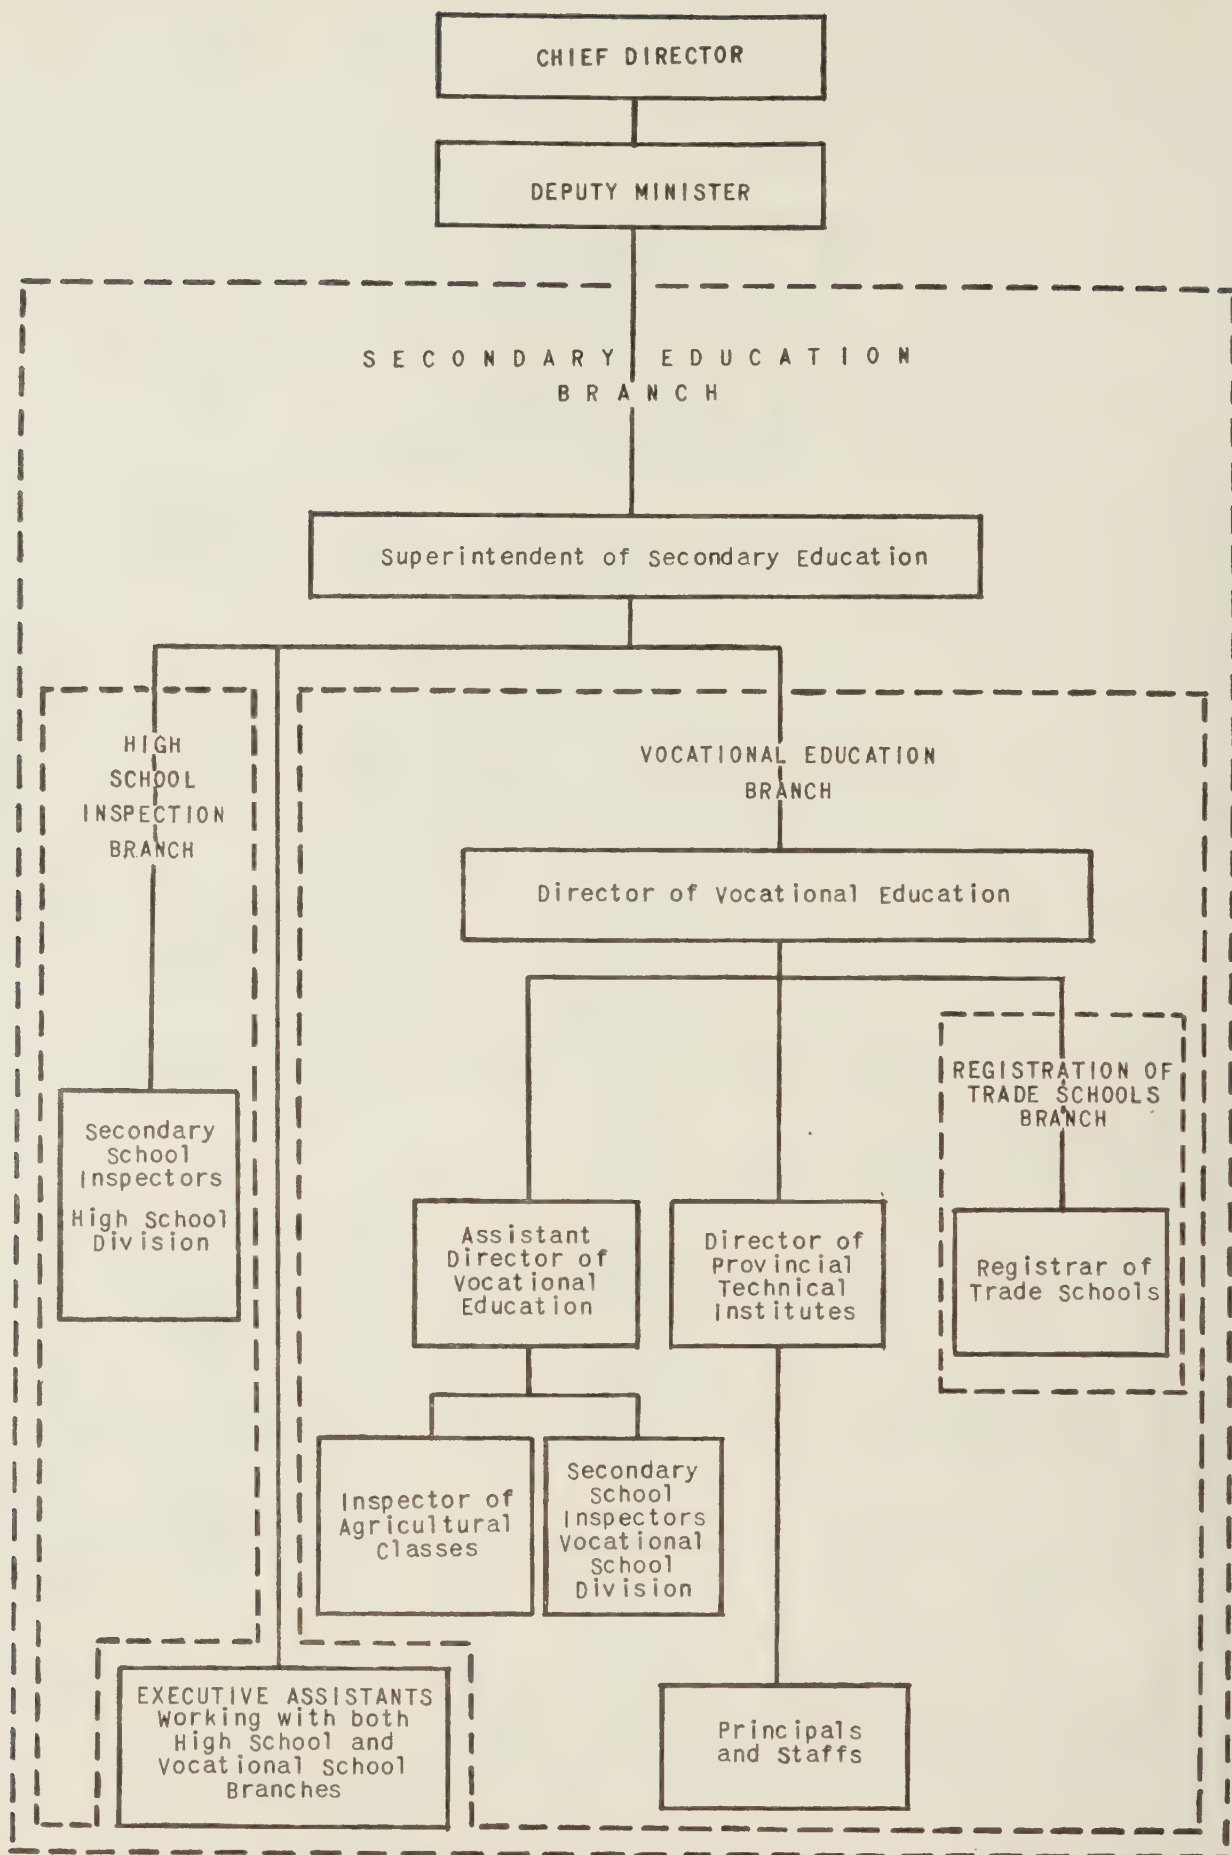 CHIEF DIRECTOR
DEPUTY MINISTER
SECONDARY EDUCATION
BRANCH
Superintendent of Secondary Education
HIGH
SCHOOL
INSPECTION
BRANCH
VOCATIONAL EDUCATION
BRANCH
Director of Vocational Education
REGISTRATION OF
TRADE SCHOOLS
BRANCH
Secondary
School
Inspectors
High School
Division
Assistant
Director of
Vocational
Education
Director of
Provincial
Technical
Institutes
Registrar of
Trade Schools
Inspector of
Agricultural
Classes
Secondary
School
Inspectors
Vocational
School
Division
EXECUTIVE ASSISTANTS
Working with both
High School and
Vocational School
Branches
Principals
and Staffs